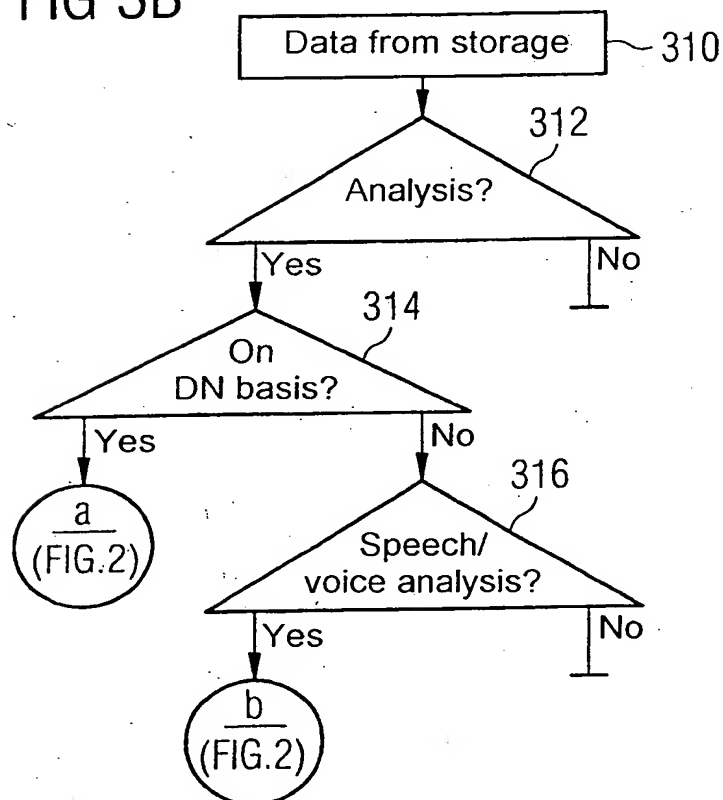 FIG 3B
Data from storage
310
312
Analysis?
Yes
No
314
On
DN basis?
Yes
No
316
a
(FIG.2)
Speech/
voice analysis?
Yes
No
b
(FIG.2)